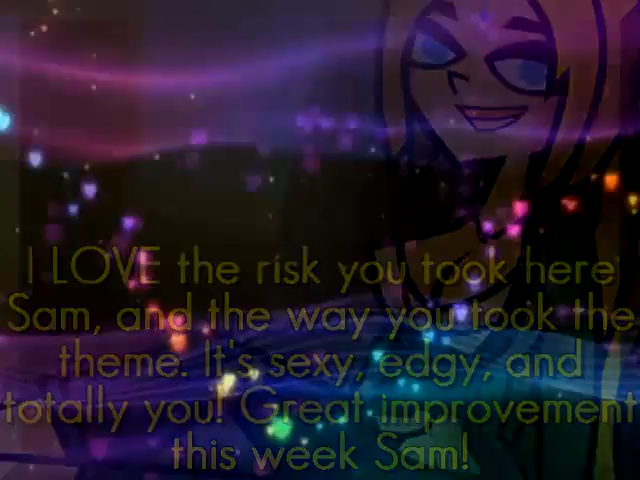 I LOVE the risk you took here
Sam, and the way you took the
theme. It's sexy, edgy, and
totally you! Great improvement
this week Sam!